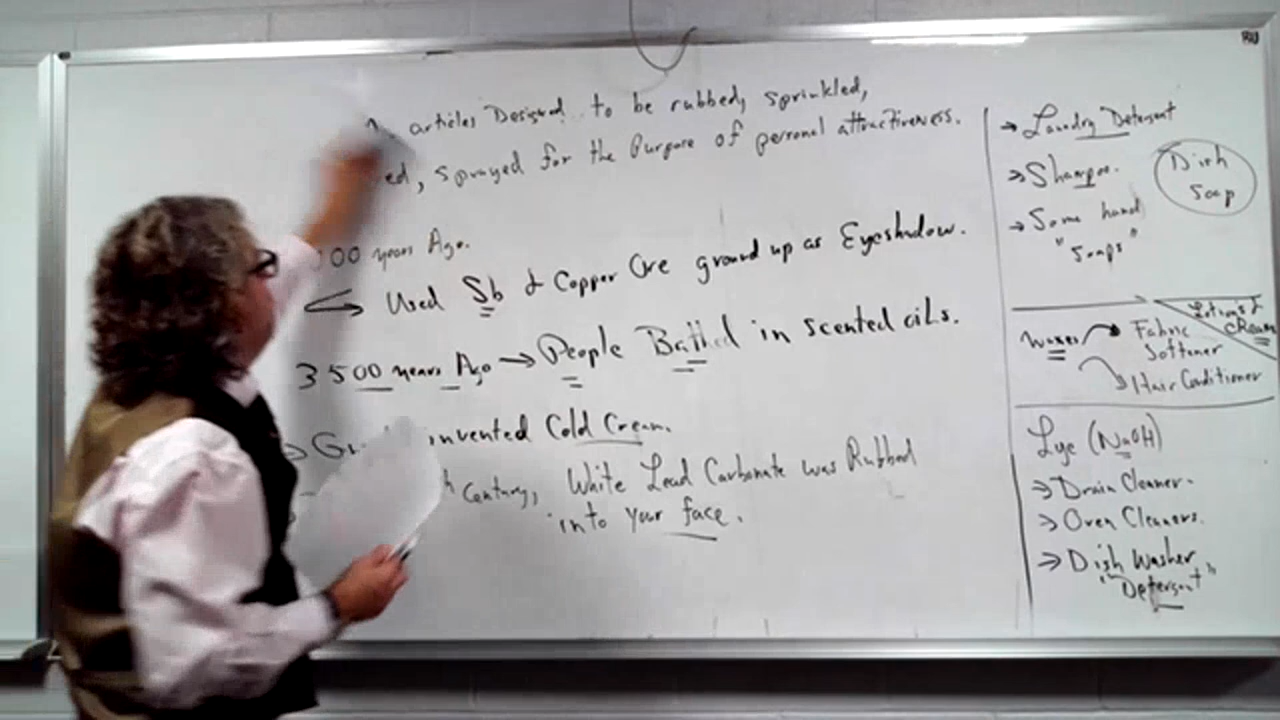 articles Designed to be rubbed, sprinkled,
ed, sprayed for the Purpose of personal attractiveness.
00 years Ago.
Used Sb & Copper Ore ground up as Eyeshadow.
3500 years Ago → People Bathed in scented oils.
invented Cold Cream.
Century, White Lead Carbonate was Rubbed
into your face.
→ Laundry Detergent
→ Shampoo.
Dish
Soap
→ Some hand
"Soaps"
Lotions &
Creams
Waxes → Fabric
Softener
→ Hair Conditioner
Lye (NaOH)
→ Drain Cleaner.
→ Oven Cleaners.
→ Dish Washer
"Detergent"